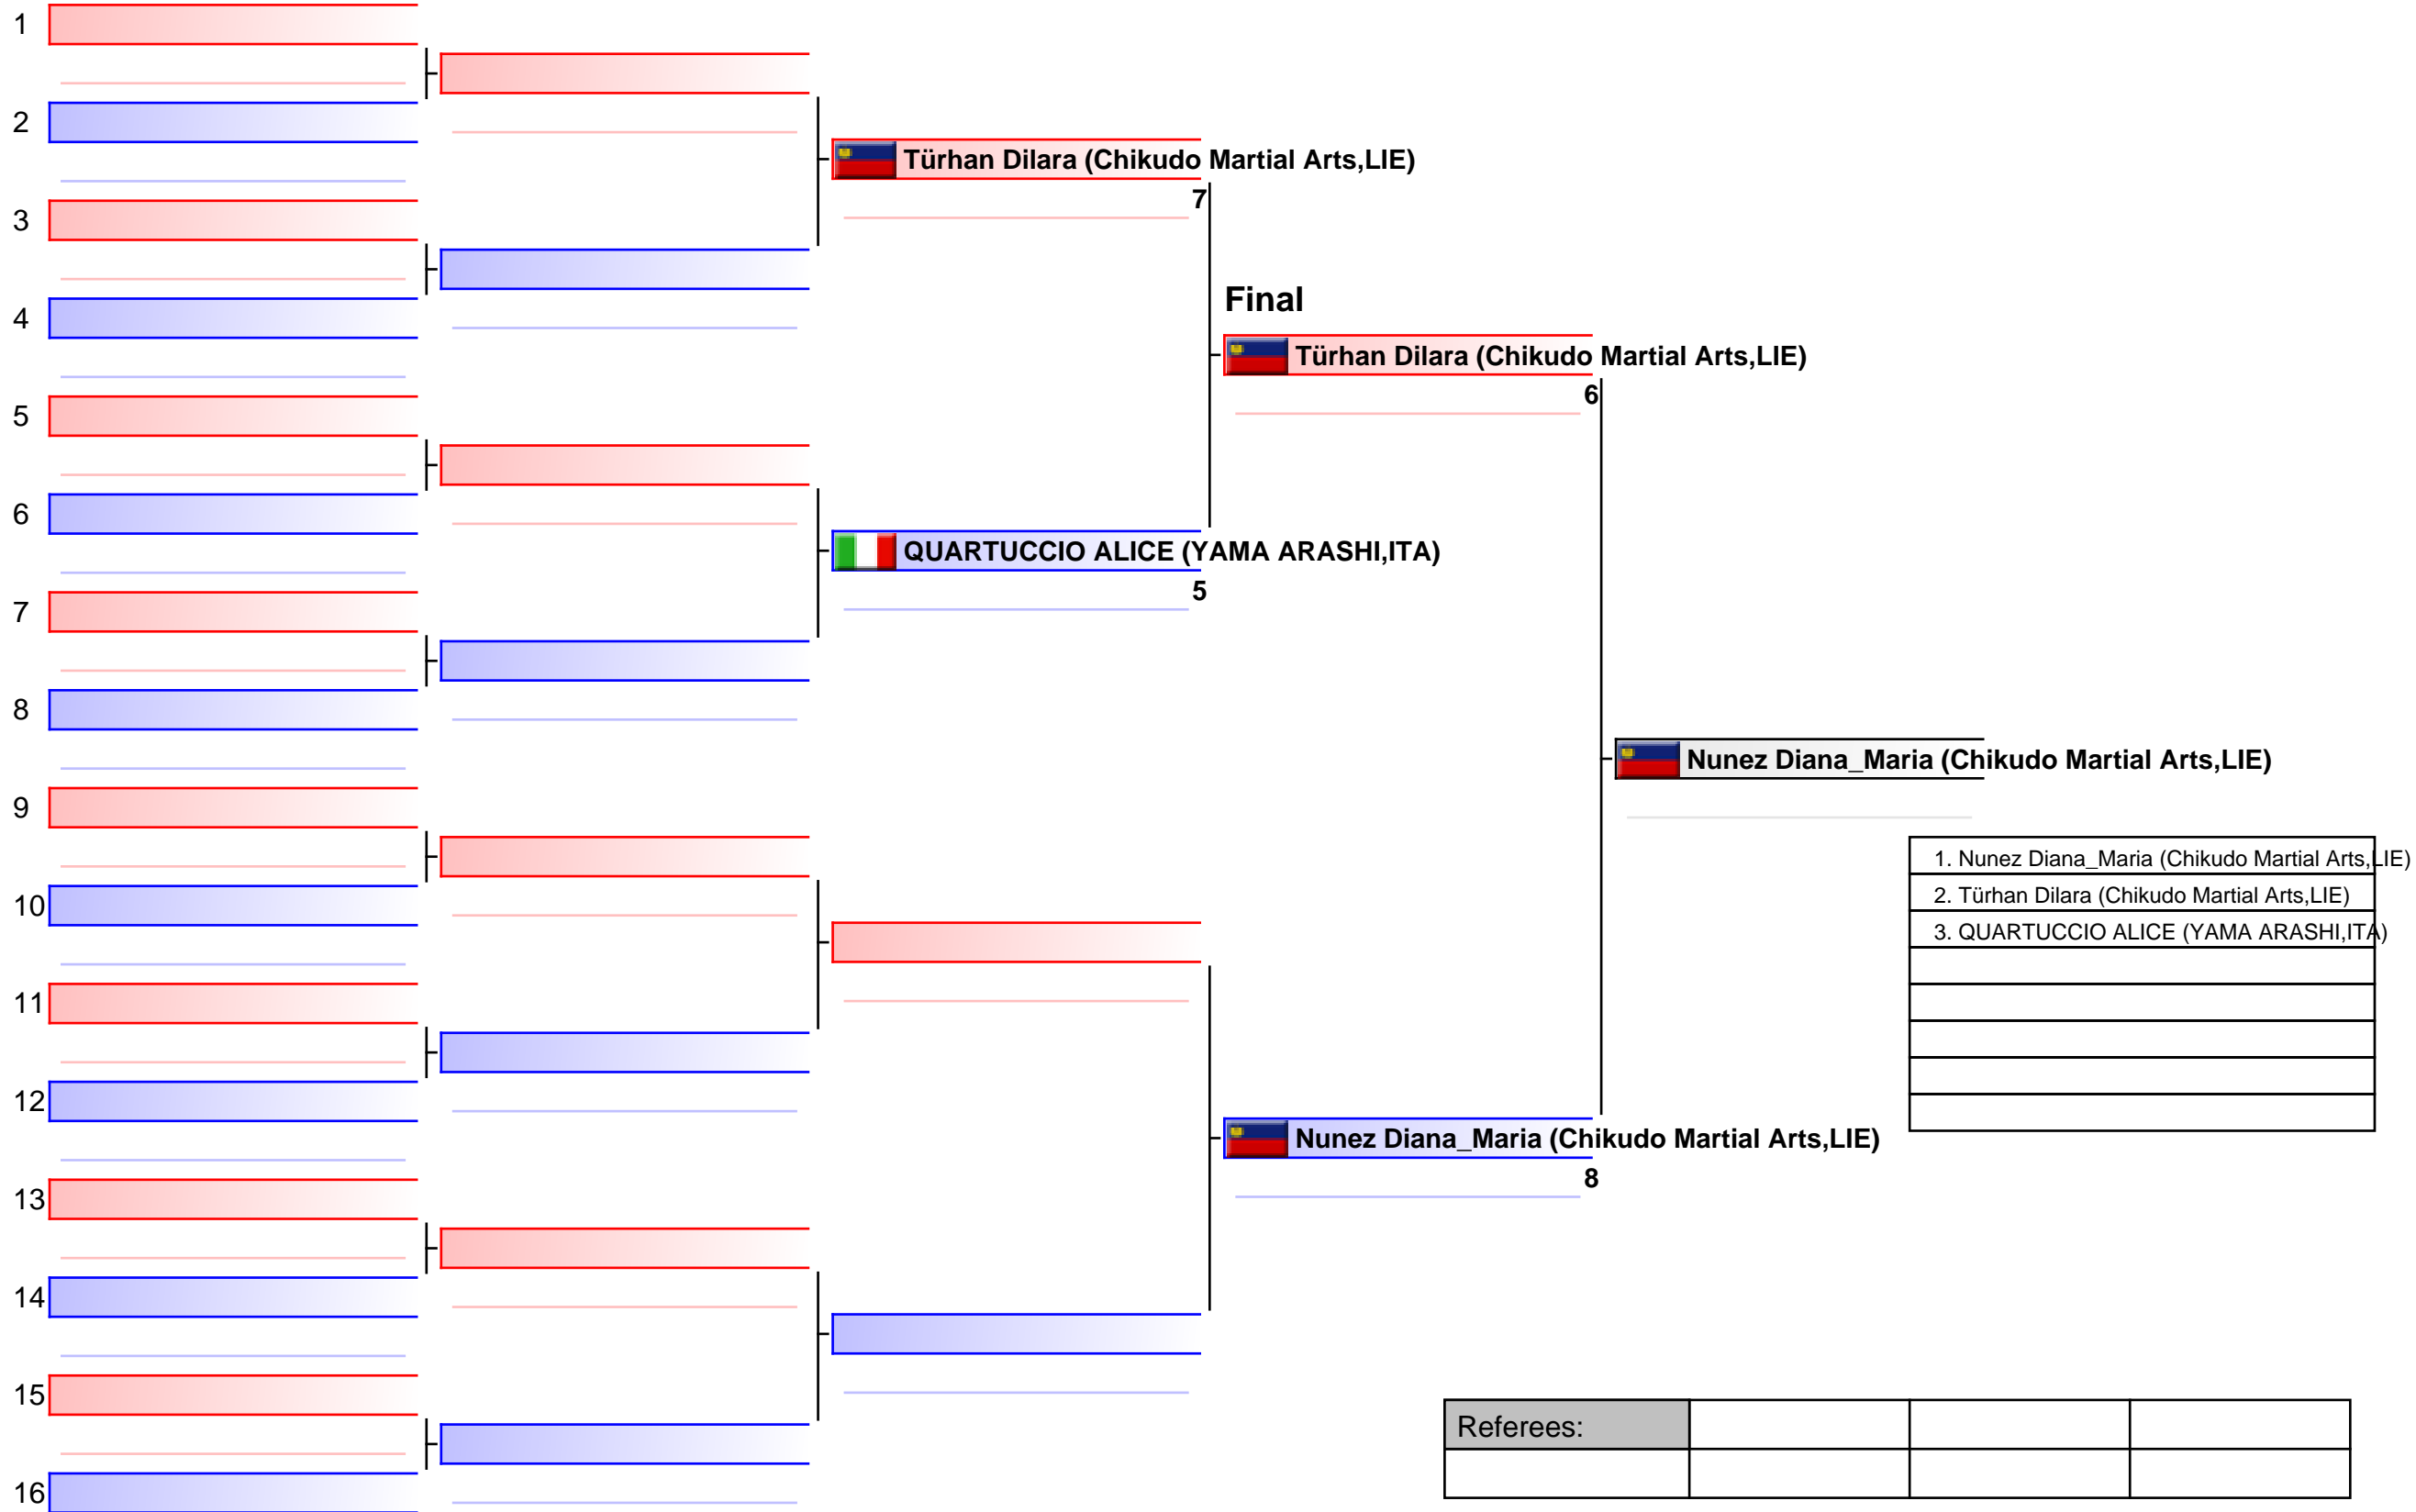 1
2
Türhan Dilara (Chikudo Martial Arts,LIE)
7
3
Final
4
Türhan Dilara (Chikudo Martial Arts,LIE)
6
5
6
QUARTUCCIO ALICE (YAMA ARASHI,ITA)
5
7
8
Nunez Diana_Maria (Chikudo Martial Arts,LIE)
9
1. Nunez Diana_Maria (Chikudo Martial Arts,LIE)
2. Türhan Dilara (Chikudo Martial Arts,LIE)
3. QUARTUCCIO ALICE (YAMA ARASHI,ITA)
10
11
12
Nunez Diana_Maria (Chikudo Martial Arts,LIE)
8
13
14
15
Referees:
16